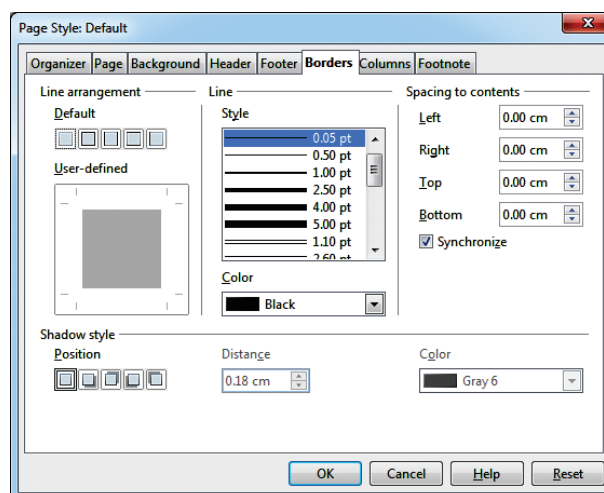 Page Style: Default
Organizer Page Background Header Footer Borders Columns Footnote
Line arrangement
Default
User-defined
Line
Style
0.05 pt
0.50 pt
1.00 pt
2.50 pt
4.00 pt
5.00 pt
1.10 pt
2.60 pt
Color
Black
Spacing to contents
Left 0.00 cm
Right 0.00 cm
Top 0.00 cm
Bottom 0.00 cm
Synchronize
Shadow style
Position
Distance
0.18 cm
Color
Gray 6
OK Cancel Help Reset